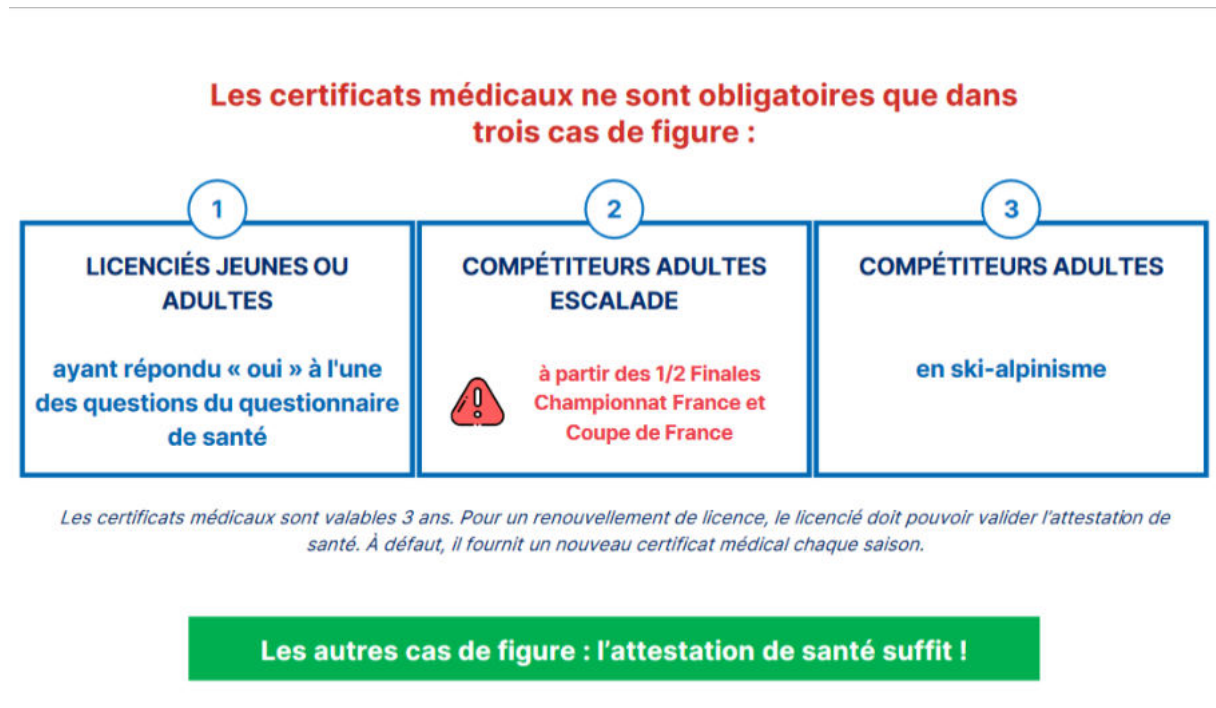 Les certificats médicaux ne sont obligatoires que dans
trois cas de figure :
1
LICENCIÉS JEUNES OU
ADULTES
ayant répondu « oui » à l'une
des questions du questionnaire
de santé
2
COMPÉTITEURS ADULTES
ESCALADE
à partir des 1/2 Finales
Championnat France et
Coupe de France
3
COMPÉTITEURS ADULTES
en ski-alpinisme
Les certificats médicaux sont valables 3 ans. Pour un renouvellement de licence, le licencié doit pouvoir valider l'attestation de
santé. À défaut, il fournit un nouveau certificat médical chaque saison.
Les autres cas de figure : l'attestation de santé suffit !